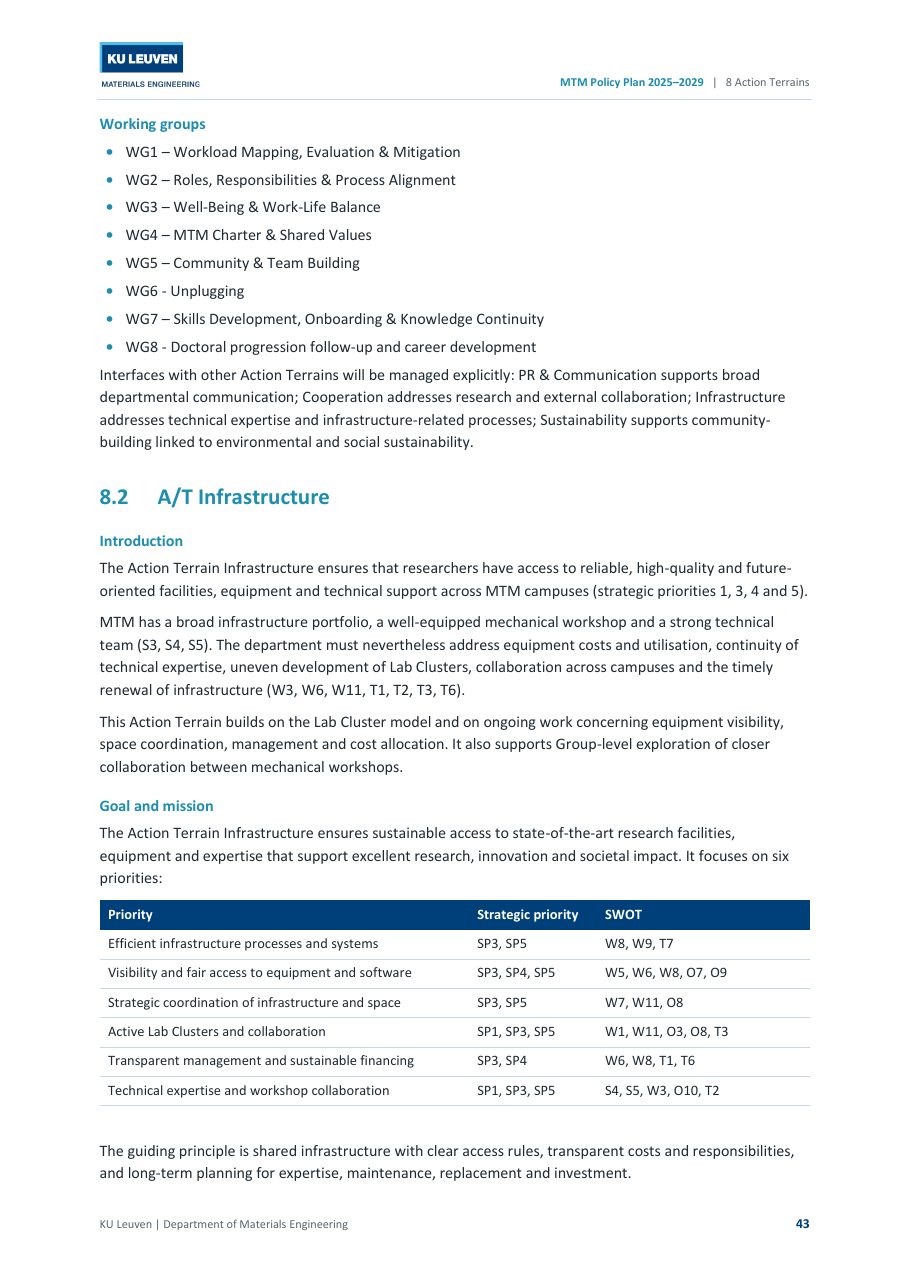 KU LEUVEN
MATERIALS ENGINEERING
MTM Policy Plan 2025–2029 | 8 Action Terrains
Working groups
• WG1 – Workload Mapping, Evaluation & Mitigation
• WG2 – Roles, Responsibilities & Process Alignment
• WG3 – Well-Being & Work-Life Balance
• WG4 – MTM Charter & Shared Values
• WG5 – Community & Team Building
• WG6 - Unplugging
• WG7 – Skills Development, Onboarding & Knowledge Continuity
• WG8 - Doctoral progression follow-up and career development
Interfaces with other Action Terrains will be managed explicitly: PR & Communication supports broad
departmental communication; Cooperation addresses research and external collaboration; Infrastructure
addresses technical expertise and infrastructure-related processes; Sustainability supports community-
building linked to environmental and social sustainability.
8.2 A/T Infrastructure
Introduction
The Action Terrain Infrastructure ensures that researchers have access to reliable, high-quality and future-
oriented facilities, equipment and technical support across MTM campuses (strategic priorities 1, 3, 4 and 5).
MTM has a broad infrastructure portfolio, a well-equipped mechanical workshop and a strong technical
team (S3, S4, S5). The department must nevertheless address equipment costs and utilisation, continuity of
technical expertise, uneven development of Lab Clusters, collaboration across campuses and the timely
renewal of infrastructure (W3, W6, W11, T1, T2, T3, T6).
This Action Terrain builds on the Lab Cluster model and on ongoing work concerning equipment visibility,
space coordination, management and cost allocation. It also supports Group-level exploration of closer
collaboration between mechanical workshops.
Goal and mission
The Action Terrain Infrastructure ensures sustainable access to state-of-the-art research facilities,
equipment and expertise that support excellent research, innovation and societal impact. It focuses on six
priorities:
Priority Strategic priority SWOT
Efficient infrastructure processes and systems SP3, SP5 W8, W9, T7
Visibility and fair access to equipment and software SP3, SP4, SP5 W5, W6, W8, O7, O9
Strategic coordination of infrastructure and space SP3, SP5 W7, W11, O8
Active Lab Clusters and collaboration SP1, SP3, SP5 W1, W11, O3, O8, T3
Transparent management and sustainable financing SP3, SP4 W6, W8, T1, T6
Technical expertise and workshop collaboration SP1, SP3, SP5 S4, S5, W3, O10, T2
The guiding principle is shared infrastructure with clear access rules, transparent costs and responsibilities,
and long-term planning for expertise, maintenance, replacement and investment.
KU Leuven | Department of Materials Engineering 43